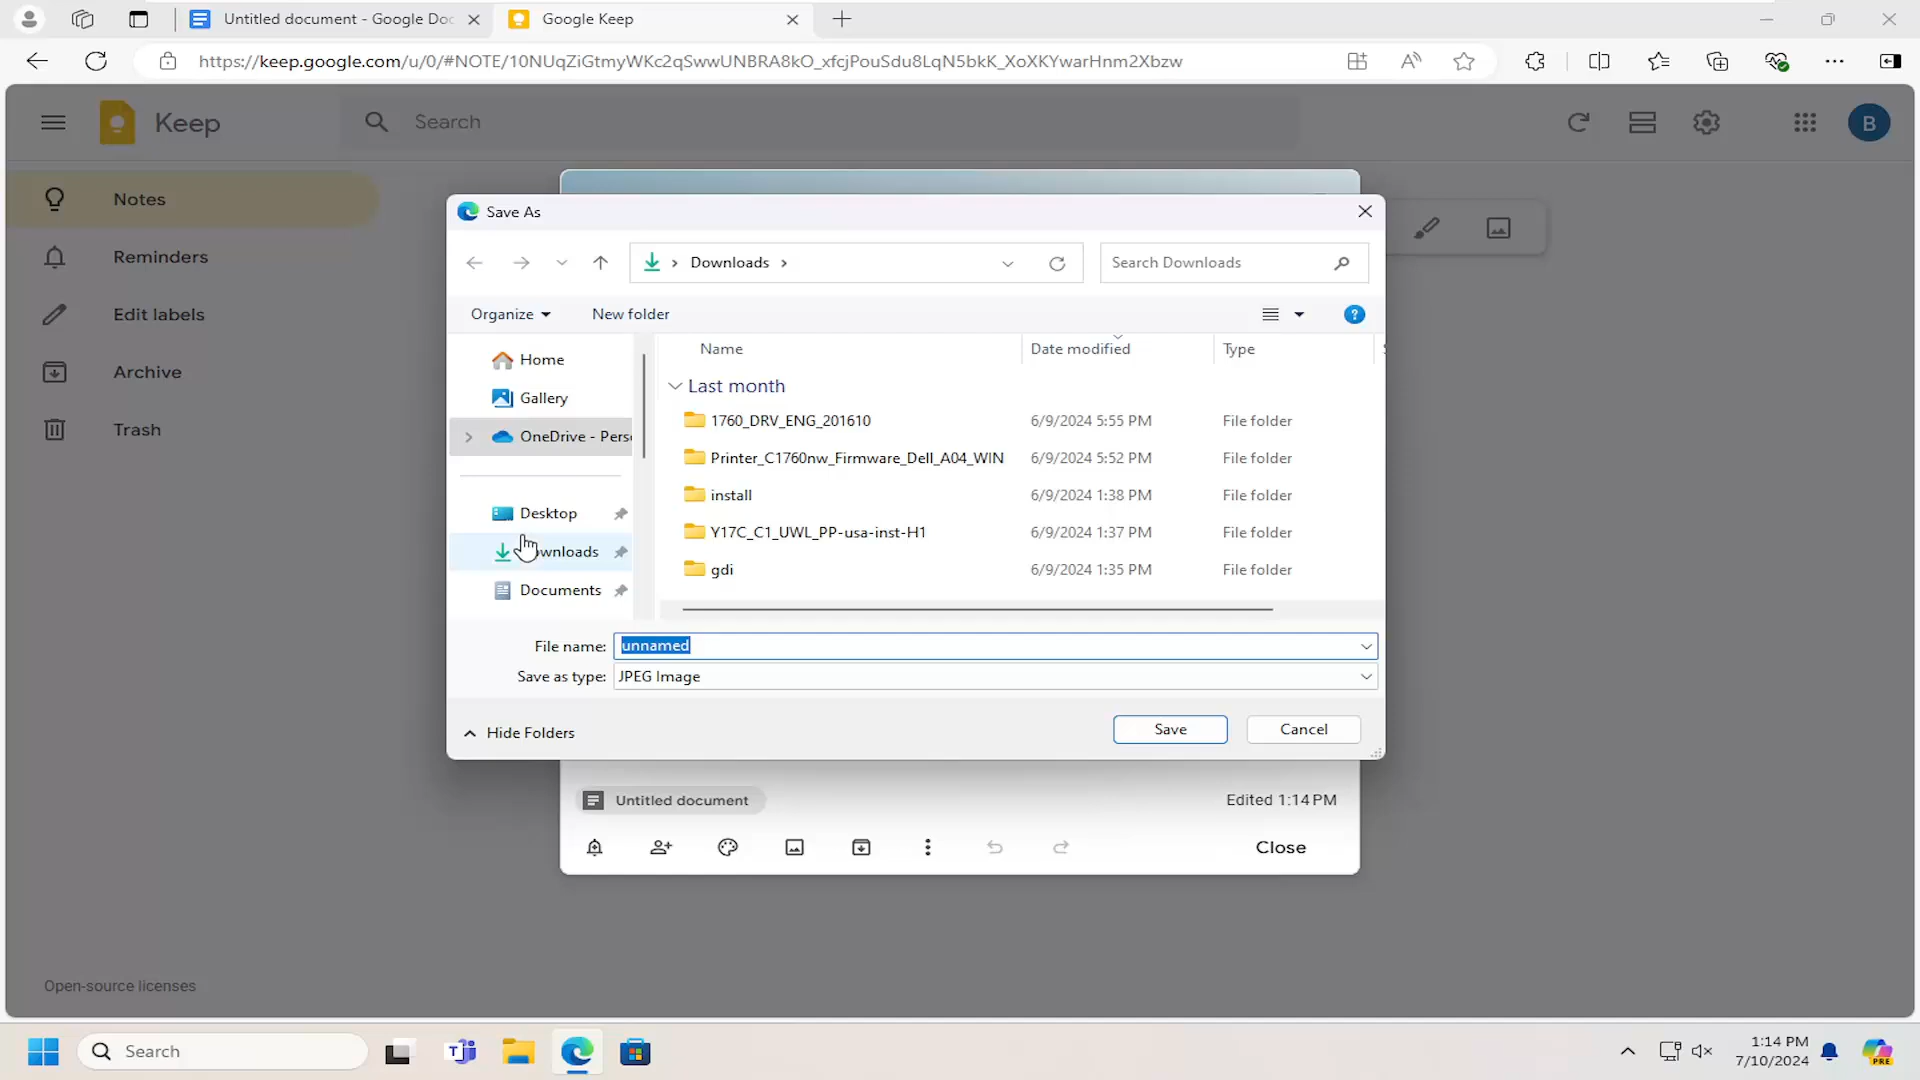 Untitled document - Google Doc
Google Keep
https://keep.google.com/u/0/#NOTE/10NUqZiGtmyWKc2qSwwUNBRA8kO_xfcjPouSdu8LqN5bkK_XoXKYwarHnm2Xbzw
Keep
Search
B
Notes
Reminders
Edit labels
Archive
Trash
Open-source licenses
Save As
Downloads
Search Downloads
Organize
New folder
Home
Gallery
OneDrive - Pers
Desktop
wnloads
Documents
Name Date modified Type
Last month
1760_DRV_ENG_201610 6/9/2024 5:55 PM File folder
Printer_C1760nw_Firmware_Dell_A04_WIN 6/9/2024 5:52 PM File folder
install 6/9/2024 1:38 PM File folder
Y17C_C1_UWL_PP-usa-inst-H1 6/9/2024 1:37 PM File folder
gdi 6/9/2024 1:35 PM File folder
File name: unnamed
Save as type: JPEG Image
Hide Folders
Save
Cancel
Untitled document
Edited 1:14 PM
Close
Search
1:14 PM
7/10/2024
PRE